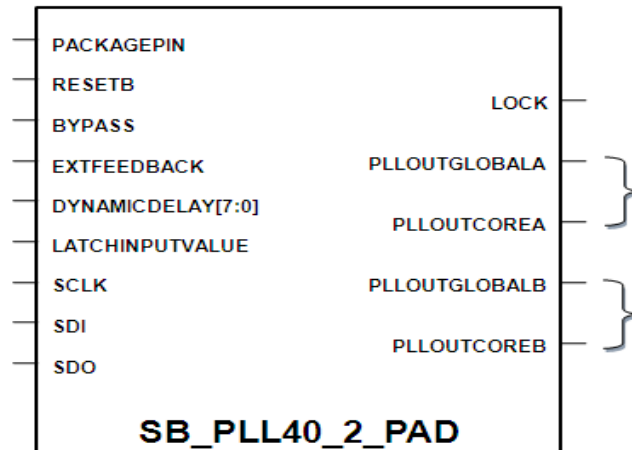 PACKAGEPIN
RESETB
BYPASS
EXTFEEDBACK
DYNAMICDELAY[7:0]
LATCHINPUTVALUE
SCLK
SDI
SDO
LOCK
PLLOUTGLOBALA
PLLOUTCOREA
PLLOUTGLOBALB
PLLOUTCOREB
SB_PLL40_2_PAD